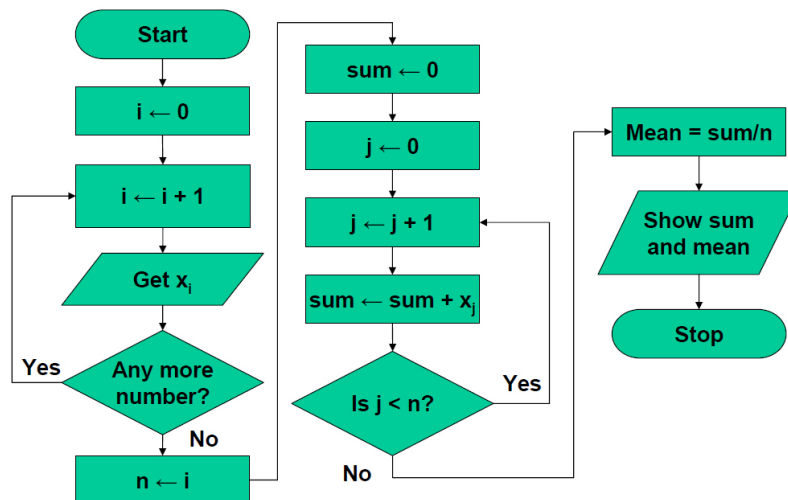 Start
i ← 0
i ← i + 1
Get xᵢ
Yes
Any more
number?
No
n ← i
sum ← 0
j ← 0
j ← j + 1
sum ← sum + xⱼ
Is j < n?
Yes
No
Mean = sum/n
Show sum
and mean
Stop